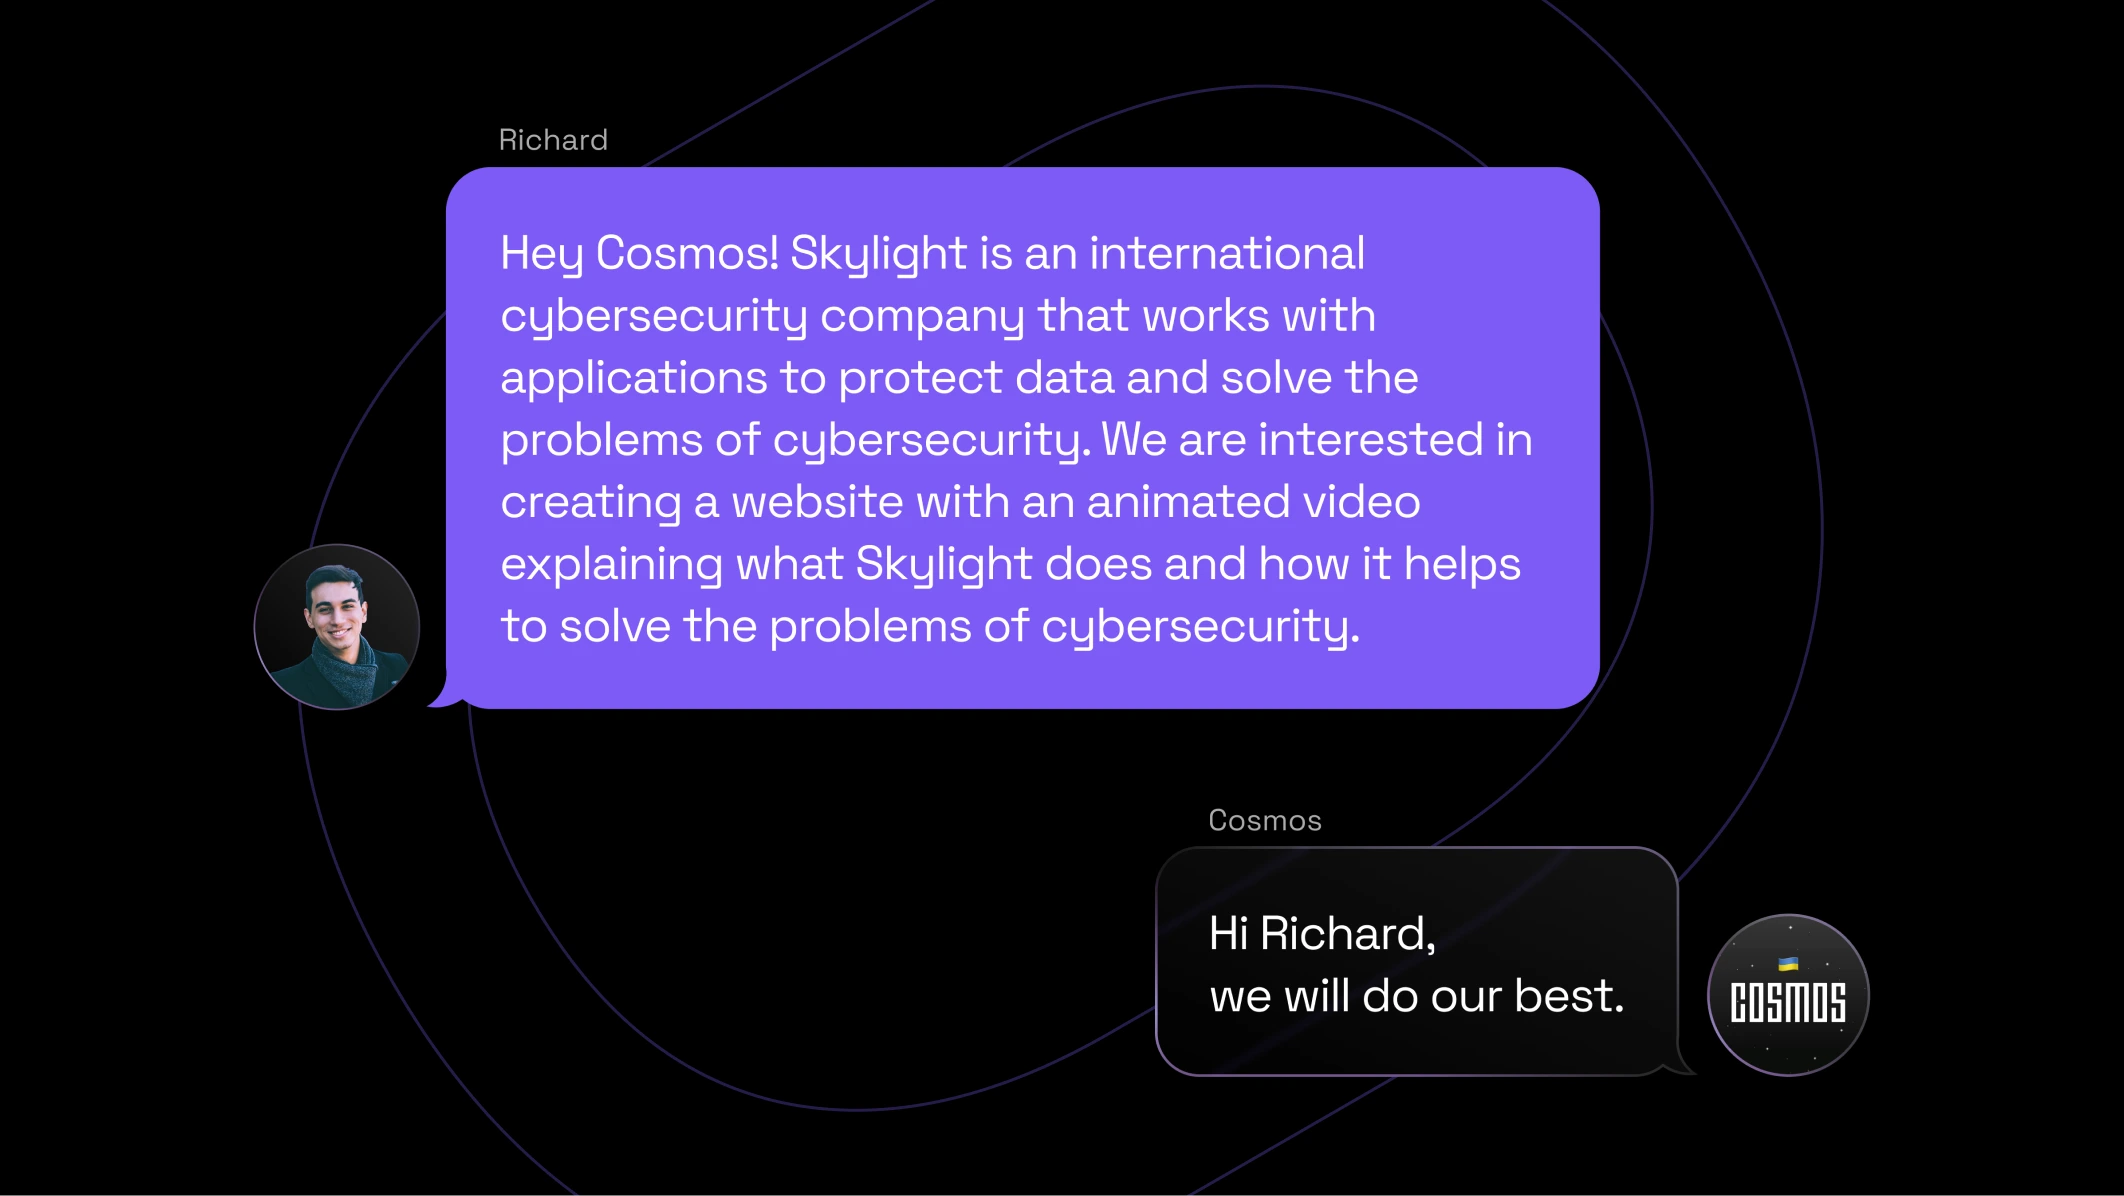 Richard
Hey Cosmos! Skylight is an international
cybersecurity company that works with
applications to protect data and solve the
problems of cybersecurity. We are interested in
creating a website with an animated video
explaining what Skylight does and how it helps
to solve the problems of cybersecurity.
Cosmos
Hi Richard,
we will do our best.
COSMOS